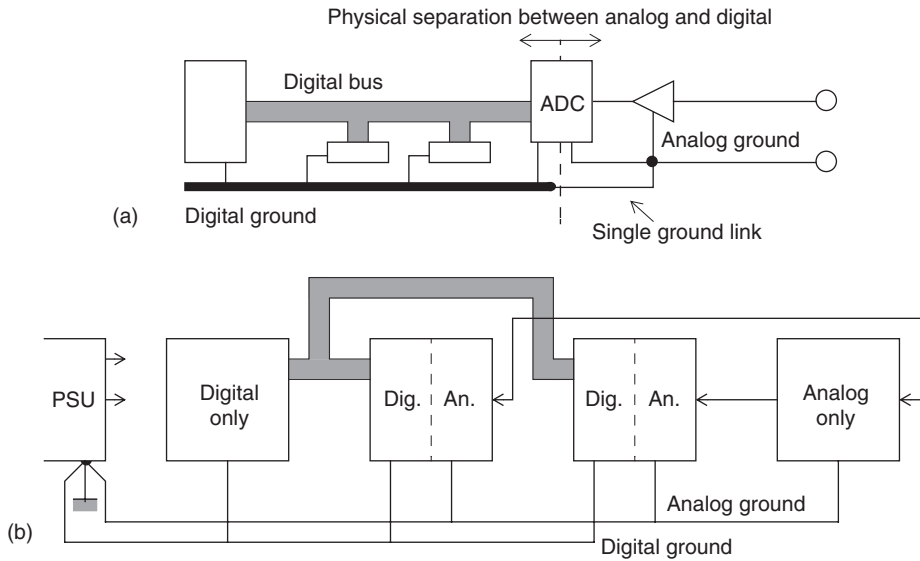 Physical separation between analog and digital
Digital bus
ADC
Analog ground
(a)
Digital ground
Single ground link
PSU
Digital
only
Dig.
An.
Dig.
An.
Analog
only
Analog ground
(b)
Digital ground